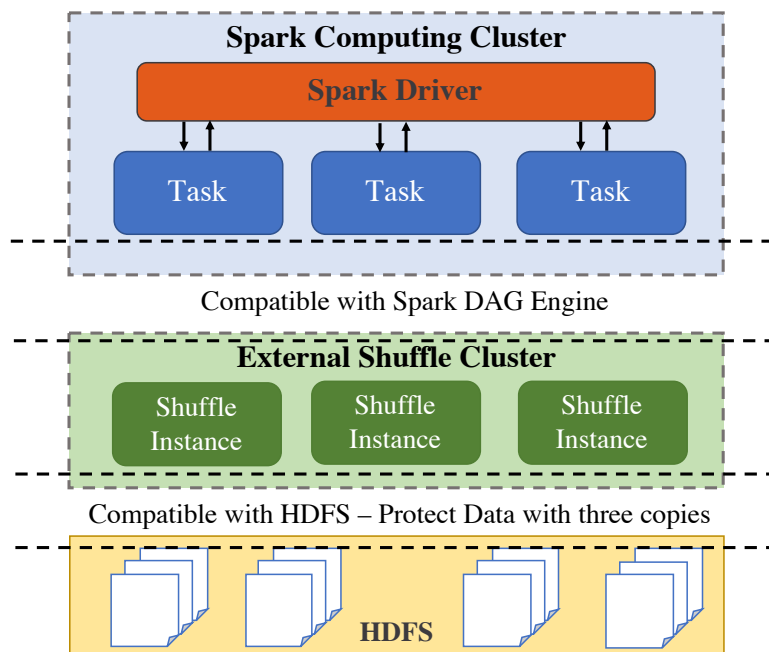 Spark Computing Cluster
Spark Driver
Task
Task
Task
Compatible with Spark DAG Engine
External Shuffle Cluster
Shuffle
Instance
Shuffle
Instance
Shuffle
Instance
Compatible with HDFS – Protect Data with three copies
HDFS